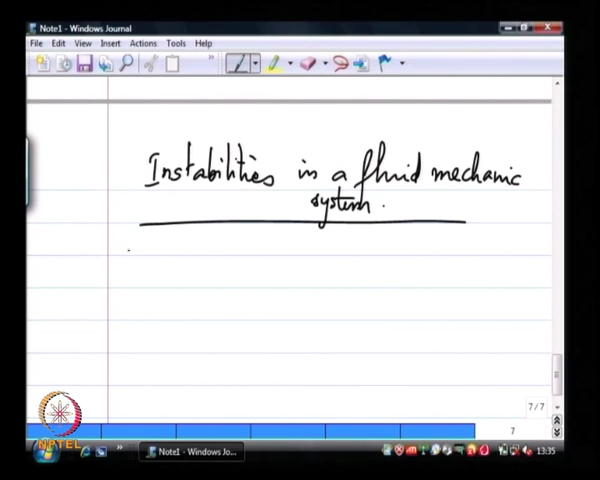 Note1 - Windows Journal
File Edit View Insert Actions Tools Help
Instabilities in a fluid mechanic
system.
7/7
7
NPTEL
Note1 - Windows Jo...
13:35